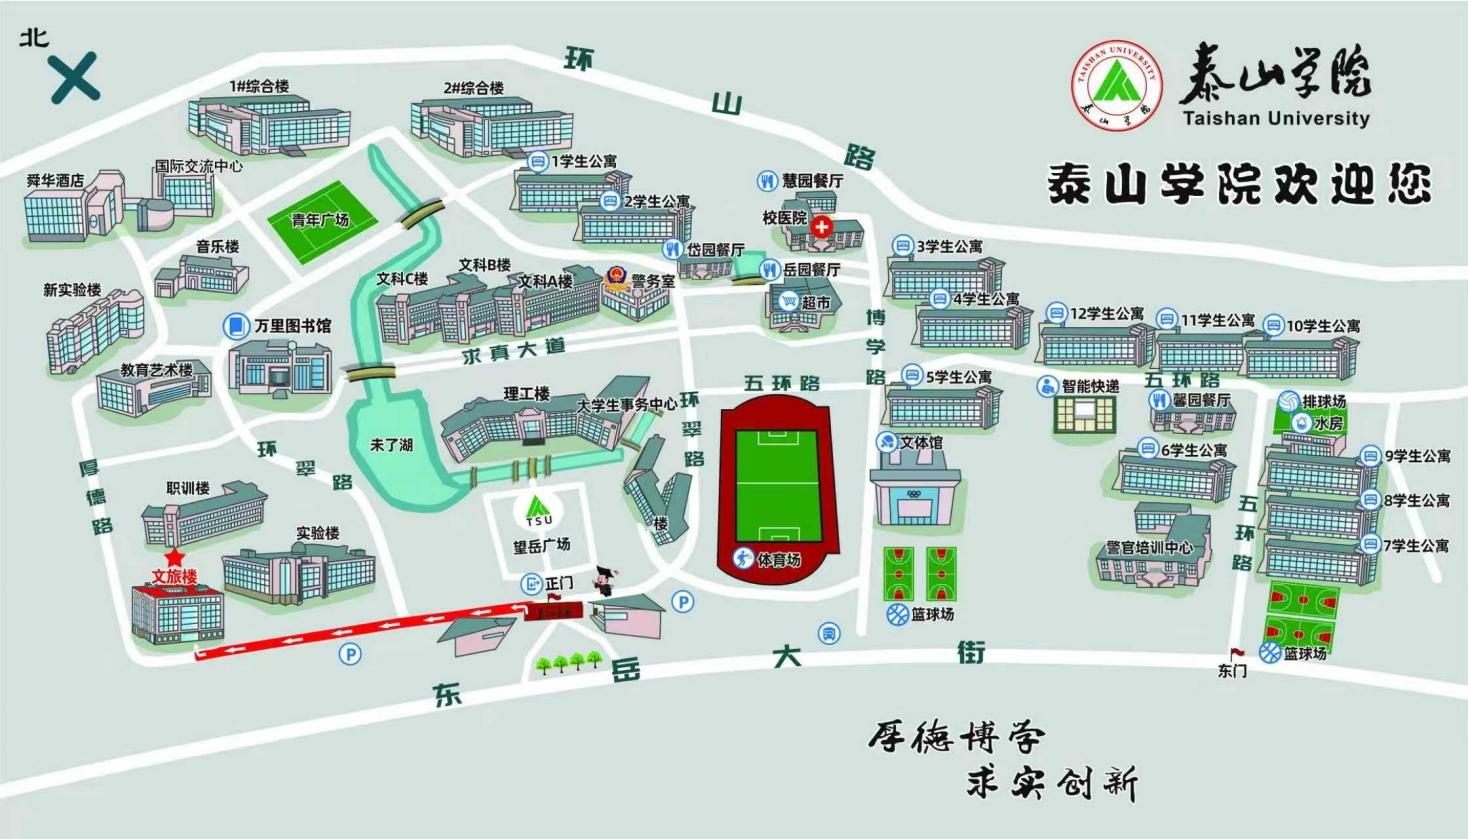 北
环
山
路
TAISHAN UNIVERSITY
泰山学院
泰山学院
Taishan University
泰山学院欢迎您
1#综合楼
2#综合楼
舜华酒店
国际交流中心
青年广场
1学生公寓
2学生公寓
慧园餐厅
校医院
音乐楼
新实验楼
文科C楼
文科B楼
文科A楼
警务室
岱园餐厅
岳园餐厅
超市
3学生公寓
4学生公寓
12学生公寓
11学生公寓
10学生公寓
万里图书馆
教育艺术楼
求真大道
博学路
五环路
五环路
5学生公寓
智能快递
馨园餐厅
排球场
水房
理工楼
大学生事务中心
环翠路
未了湖
环翠路
厚德路
文体馆
6学生公寓
9学生公寓
8学生公寓
7学生公寓
五环路
职训楼
实验楼
TSU
望岳广场
楼
体育场
警官培训中心
文旅楼
正门
P
P
篮球场
篮球场
东门
东岳大街
厚德博学
求实创新